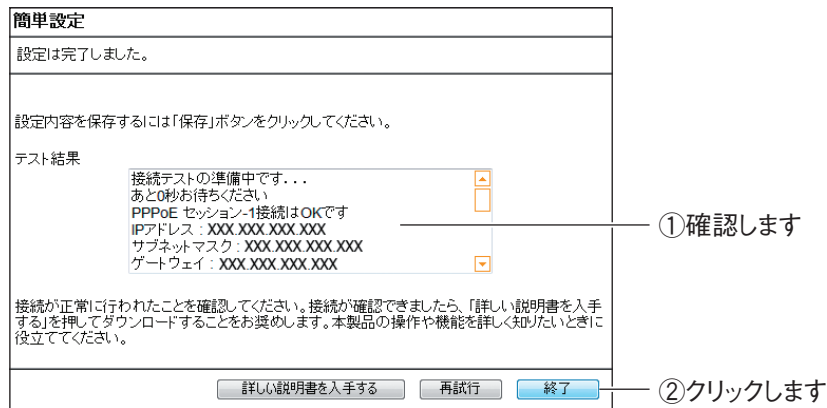 簡単設定
設定は完了しました。
設定内容を保存するには「保存」ボタンをクリックしてください。
テスト結果
接続テストの準備中です...
あと0秒お待ちください
PPPoE セッション-1接続はOKです
IPアドレス : XXX.XXX.XXX.XXX
サブネットマスク : XXX.XXX.XXX.XXX
ゲートウェイ : XXX.XXX.XXX.XXX
①確認します
接続が正常に行われたことを確認してください。接続が確認できましたら、「詳しい説明書を入手
する」を押してダウンロードすることをお奨めします。本製品の操作や機能を詳しく知りたいときに
役立ててください。
詳しい説明書を入手する 再試行 終了
②クリックします